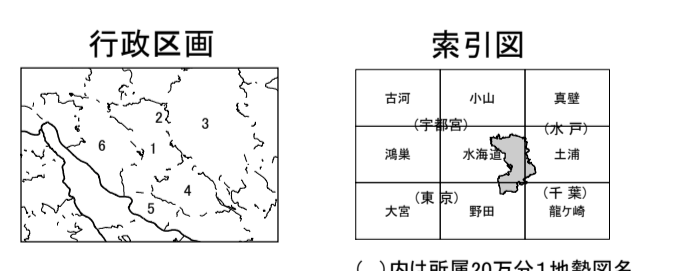 行政区画
2
3
6
1
4
5
索引図
古河 小山 真壁
(宇都宮) (水 戸)
鴻巣 水海道 土浦
(東 京) (千 葉)
大宮 野田 龍ケ崎
( )内は所属20万分1地勢図名